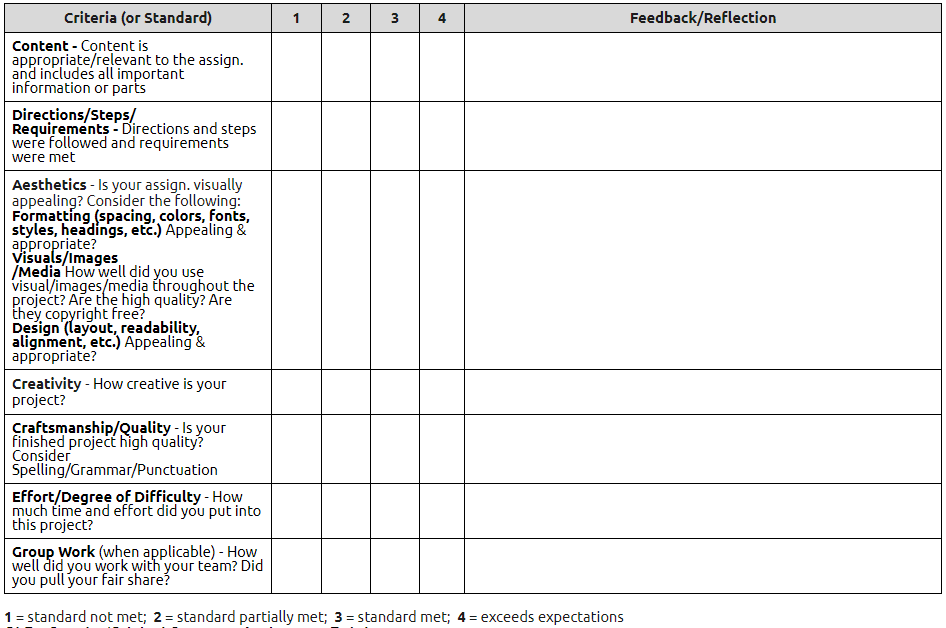 Criteria (or Standard) 1 2 3 4 Feedback/Reflection
Content - Content is
appropriate/relevant to the assign.
and includes all important
information or parts
Directions/Steps/
Requirements - Directions and steps
were followed and requirements
were met
Aesthetics - Is your assign. visually
appealing? Consider the following:
Formatting (spacing, colors, fonts,
styles, headings, etc.) Appealing &
appropriate?
Visuals/Images
/Media How well did you use
visual/images/media throughout the
project? Are the high quality? Are
they copyright free?
Design (layout, readability,
alignment, etc.) Appealing &
appropriate?
Creativity - How creative is your
project?
Craftsmanship/Quality - Is your
finished project high quality?
Consider
Spelling/Grammar/Punctuation
Effort/Degree of Difficulty - How
much time and effort did you put into
this project?
Group Work (when applicable) - How
well did you work with your team? Did
you pull your fair share?
1 = standard not met; 2 = standard partially met; 3 = standard met; 4 = exceeds expectations